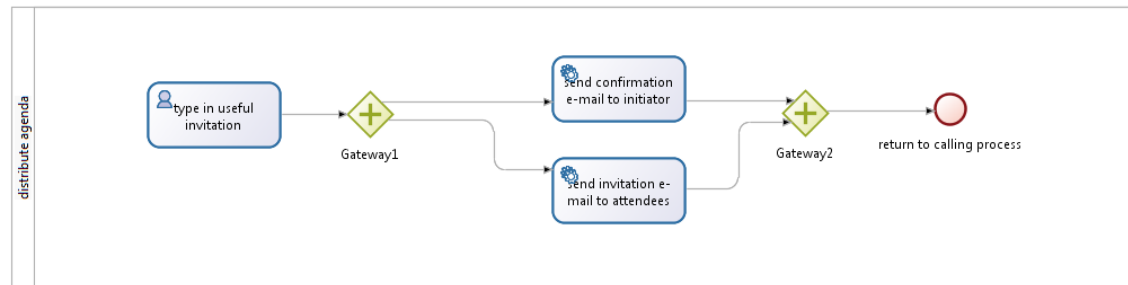 distribute agenda
type in useful
invitation
Gateway1
send confirmation
e-mail to initiator
send invitation e-
mail to attendees
Gateway2
return to calling process